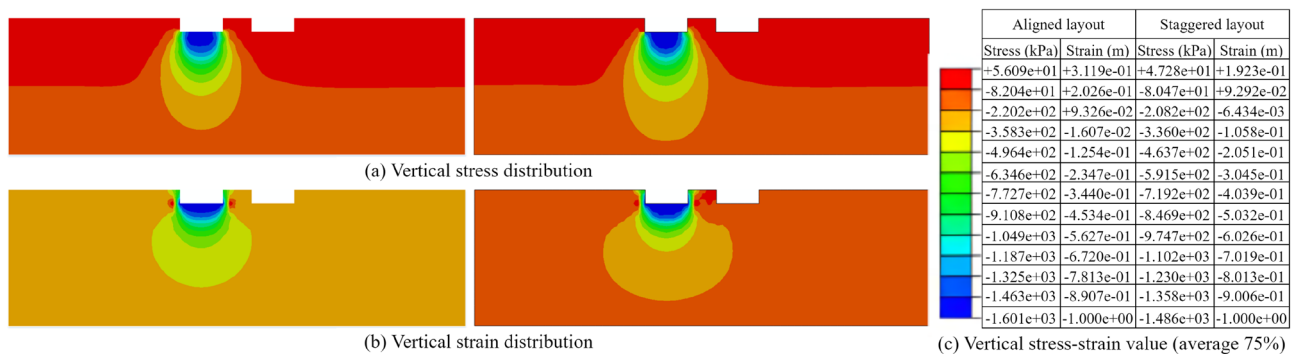 Aligned layout Staggered layout
Stress (kPa) Strain (m) Stress (kPa) Strain (m)
+5.609e+01 +3.119e-01 +4.728e+01 +1.923e-01
-8.204e+01 +2.026e-01 -8.047e+01 +9.292e-02
-2.202e+02 +9.326e-02 -2.082e+02 -6.434e-03
-3.583e+02 -1.607e-02 -3.360e+02 -1.058e-01
-4.964e+02 -1.254e-01 -4.637e+02 -2.051e-01
-6.346e+02 -2.347e-01 -5.915e+02 -3.045e-01
-7.727e+02 -3.440e-01 -7.192e+02 -4.039e-01
-9.108e+02 -4.534e-01 -8.469e+02 -5.032e-01
-1.049e+03 -5.627e-01 -9.747e+02 -6.026e-01
-1.187e+03 -6.720e-01 -1.102e+03 -7.019e-01
-1.325e+03 -7.813e-01 -1.230e+03 -8.013e-01
-1.463e+03 -8.907e-01 -1.358e+03 -9.006e-01
-1.601e+03 -1.000e+00 -1.486e+03 -1.000e+00
(a) Vertical stress distribution
(b) Vertical strain distribution
(c) Vertical stress-strain value (average 75%)